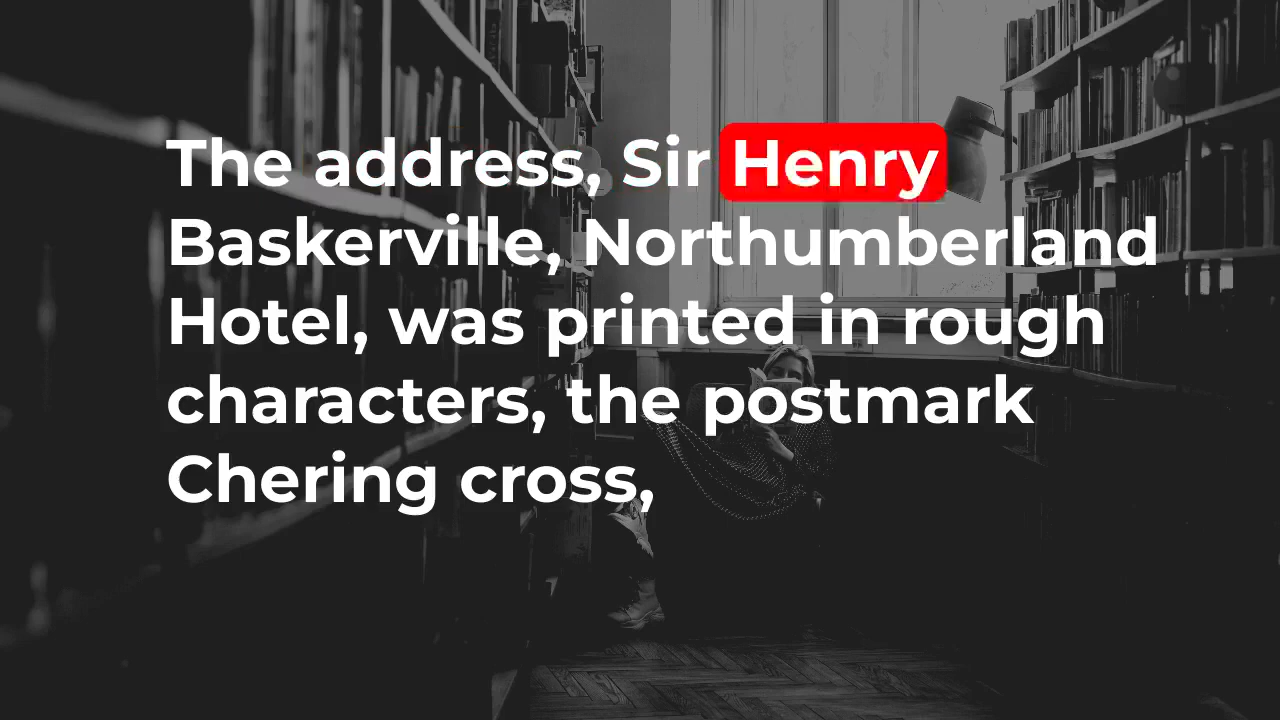 The address, Sir Henry
Baskerville, Northumberland
Hotel, was printed in rough
characters, the postmark
Chering cross,